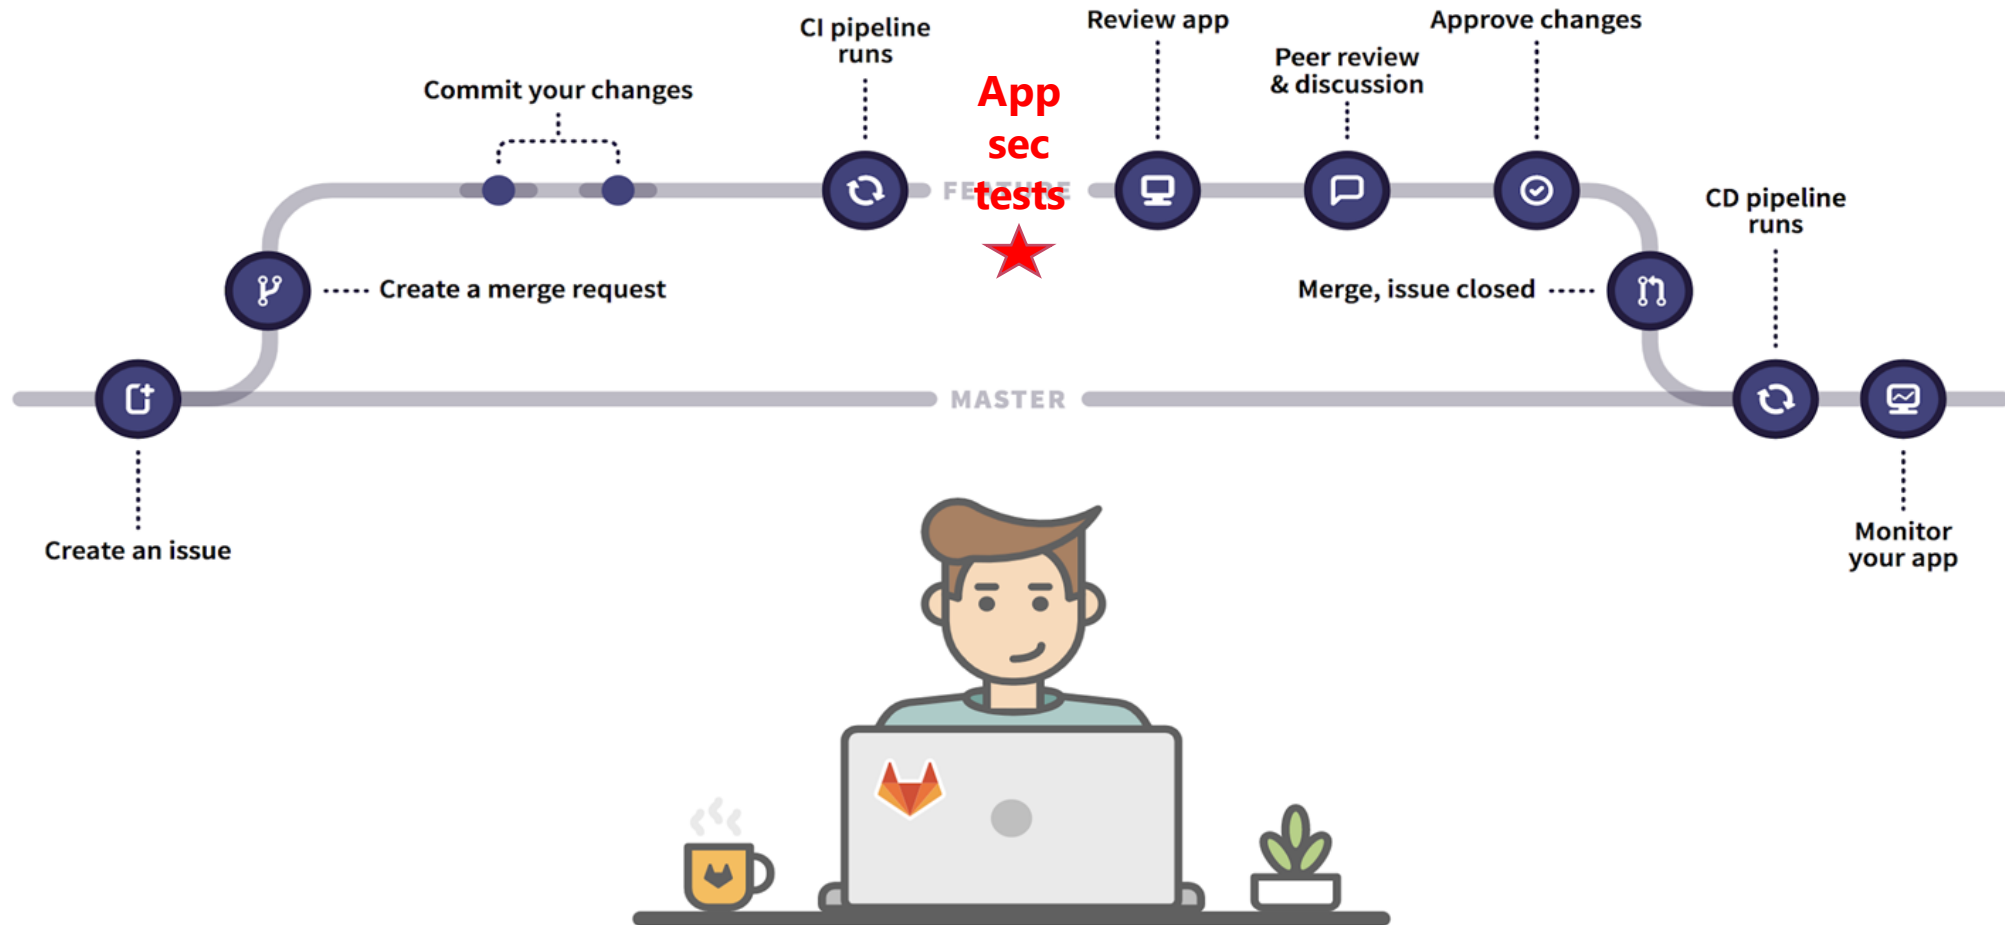 CI pipeline
runs
Review app
Approve changes
Peer review
& discussion
Commit your changes
App
sec
tests
FEATURE
CD pipeline
runs
Create a merge request
Merge, issue closed
MASTER
Create an issue
Monitor
your app